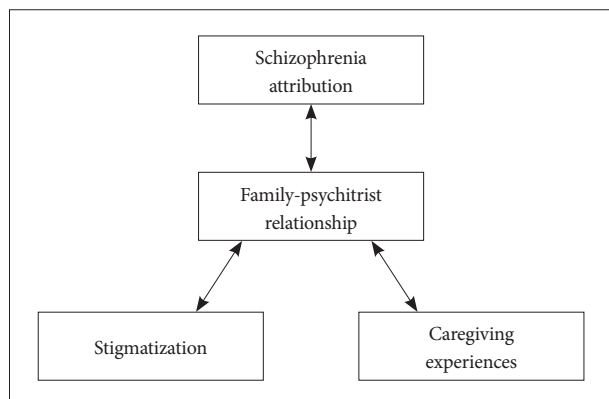 Schizophrenia
attribution
Family-psychitrist
relationship
Stigmatization
Caregiving
experiences